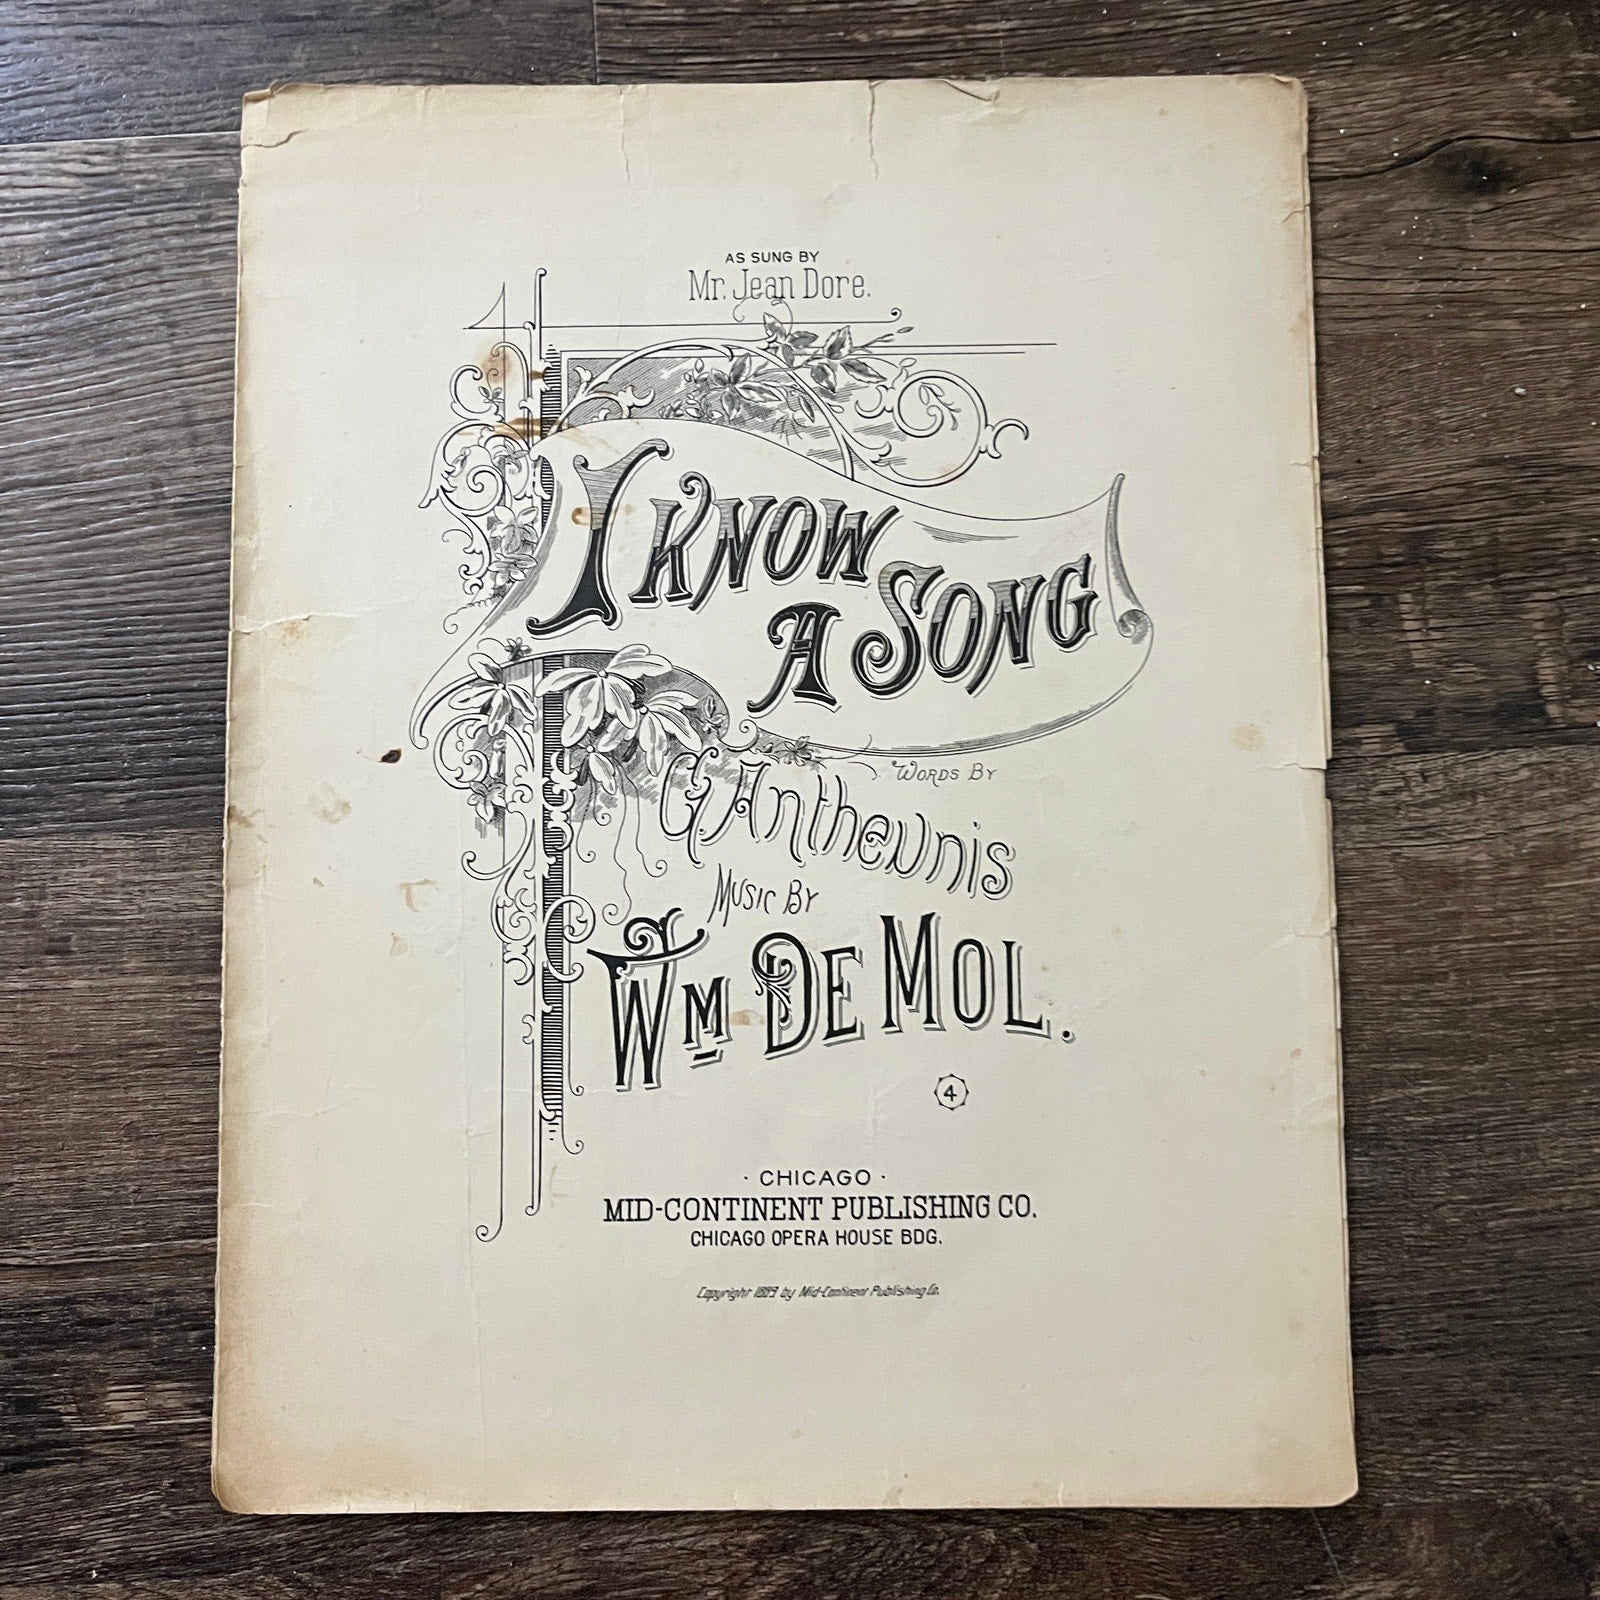 AS SUNG BY
Mr. Jean Dore.
I KNOW
A SONG
WORDS BY
G Antheunis
MUSIC BY
WM DE MOL.
4
· CHICAGO ·
MID-CONTINENT PUBLISHING CO.
CHICAGO OPERA HOUSE BDG.
Copyright by Mid-Continent Publishing Co.